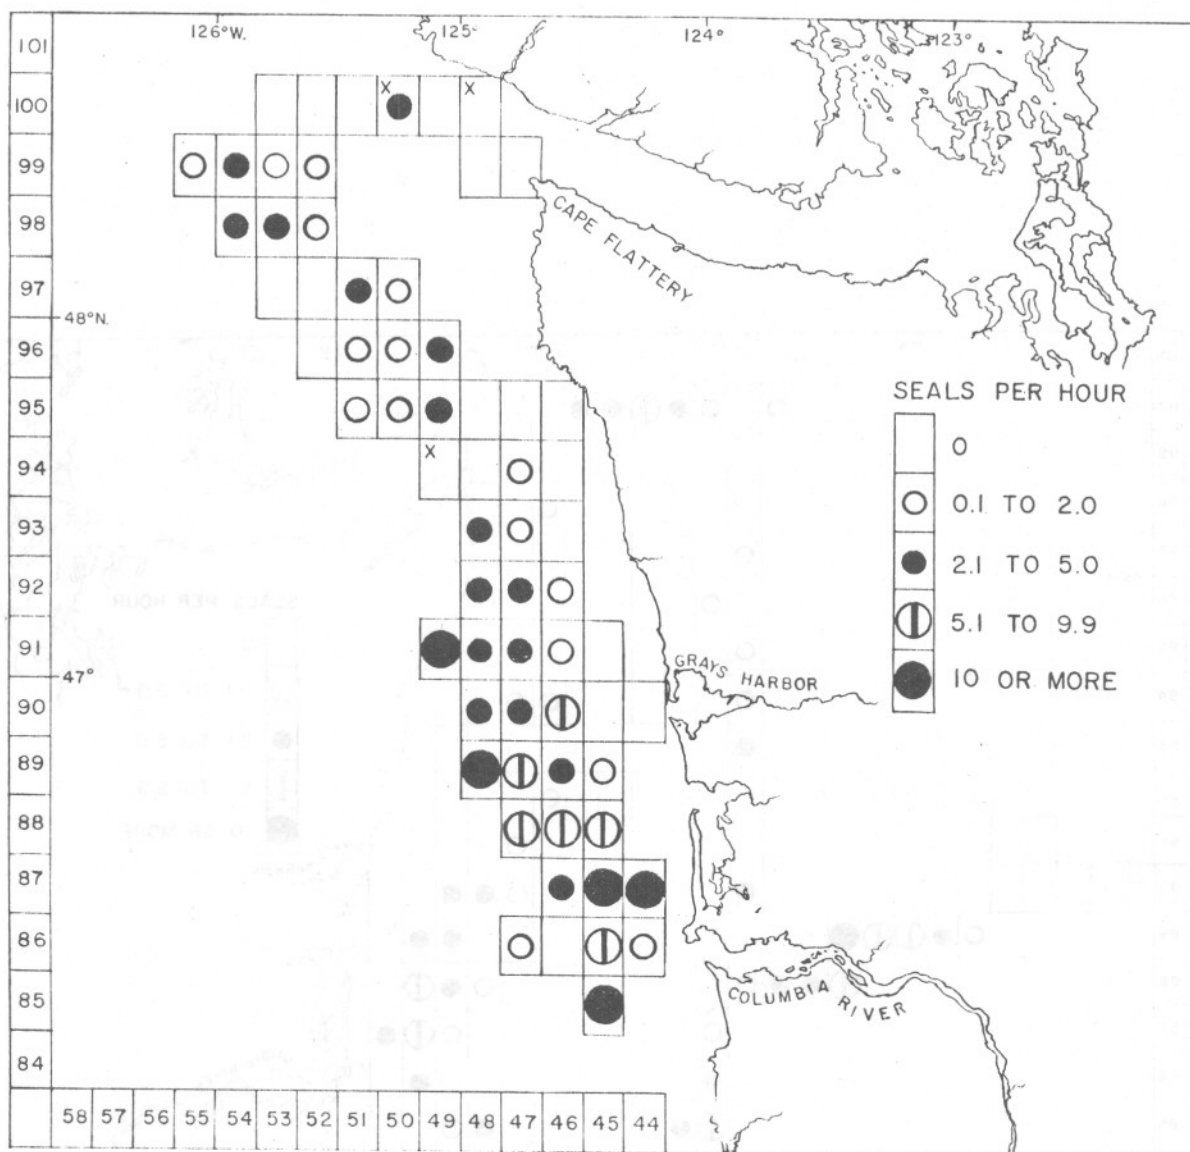 126°W.
125°
124°
123°
101
100
X
X
99
98
CAPE FLATTERY
97
48°N.
96
95
SEALS PER HOUR
94
X
0
93
0.1 TO 2.0
92
2.1 TO 5.0
91
5.1 TO 9.9
GRAYS HARBOR
47°
10 OR MORE
90
89
88
87
86
85
COLUMBIA RIVER
84
58 57 56 55 54 53 52 51 50 49 48 47 46 45 44